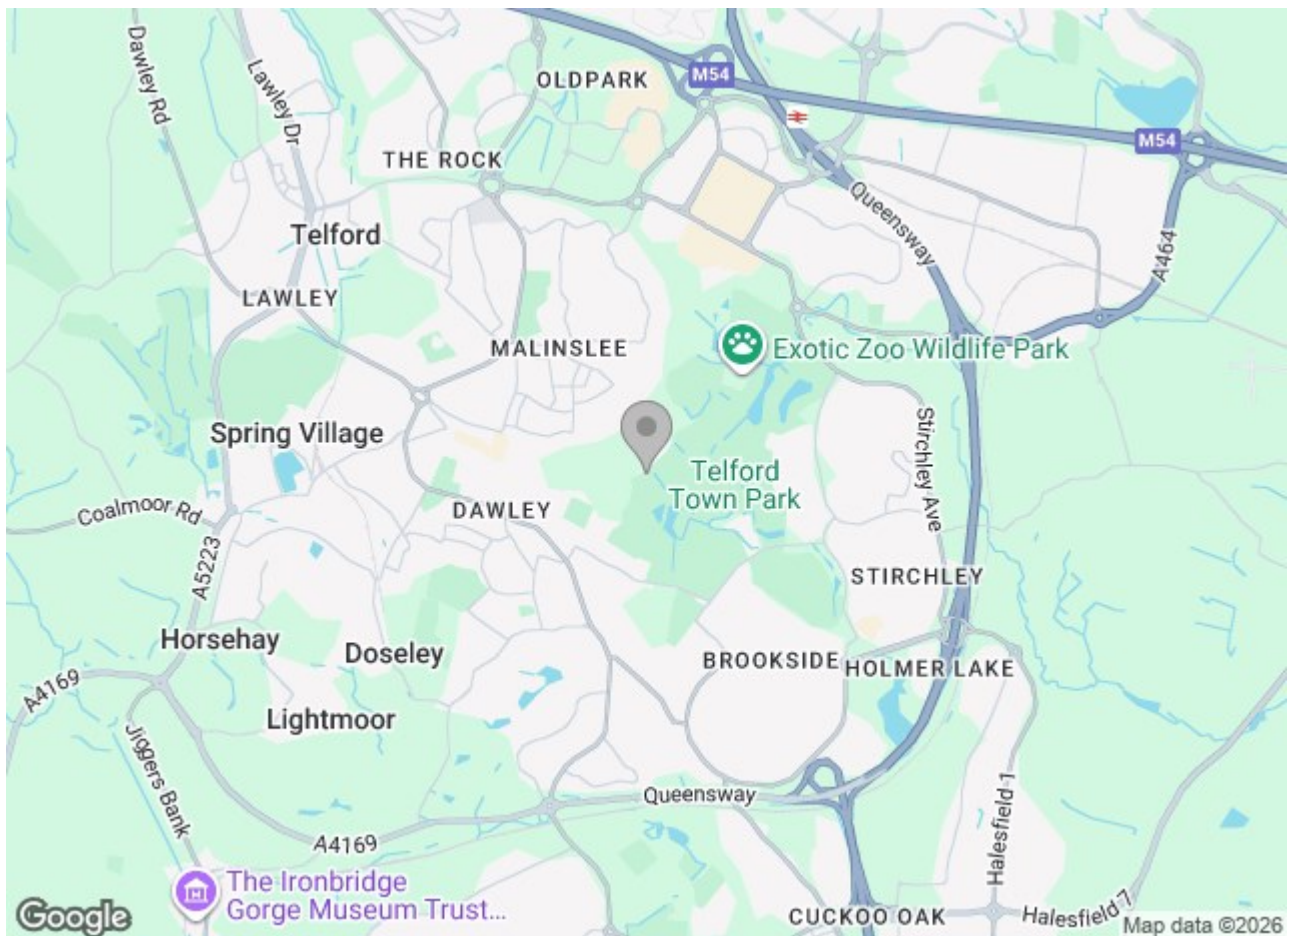 Dawley Rd
Lawley Dr
OLDPARK
M54
M54
THE ROCK
Queensway
Telford
A464
LAWLEY
MALINSLEE
Exotic Zoo Wildlife Park
Spring Village
Stirchley Ave
Telford
Town Park
Coalmoor Rd
DAWLEY
A5223
STIRCHLEY
Horsehay
Doseley
BROOKSIDE
HOLMER LAKE
A4169
Lightmoor
Jiggers Bank
Queensway
Halesfield 1
A4169
The Ironbridge
Gorge Museum Trust...
Google
CUCKOO OAK
Halesfield 7
Map data ©2026